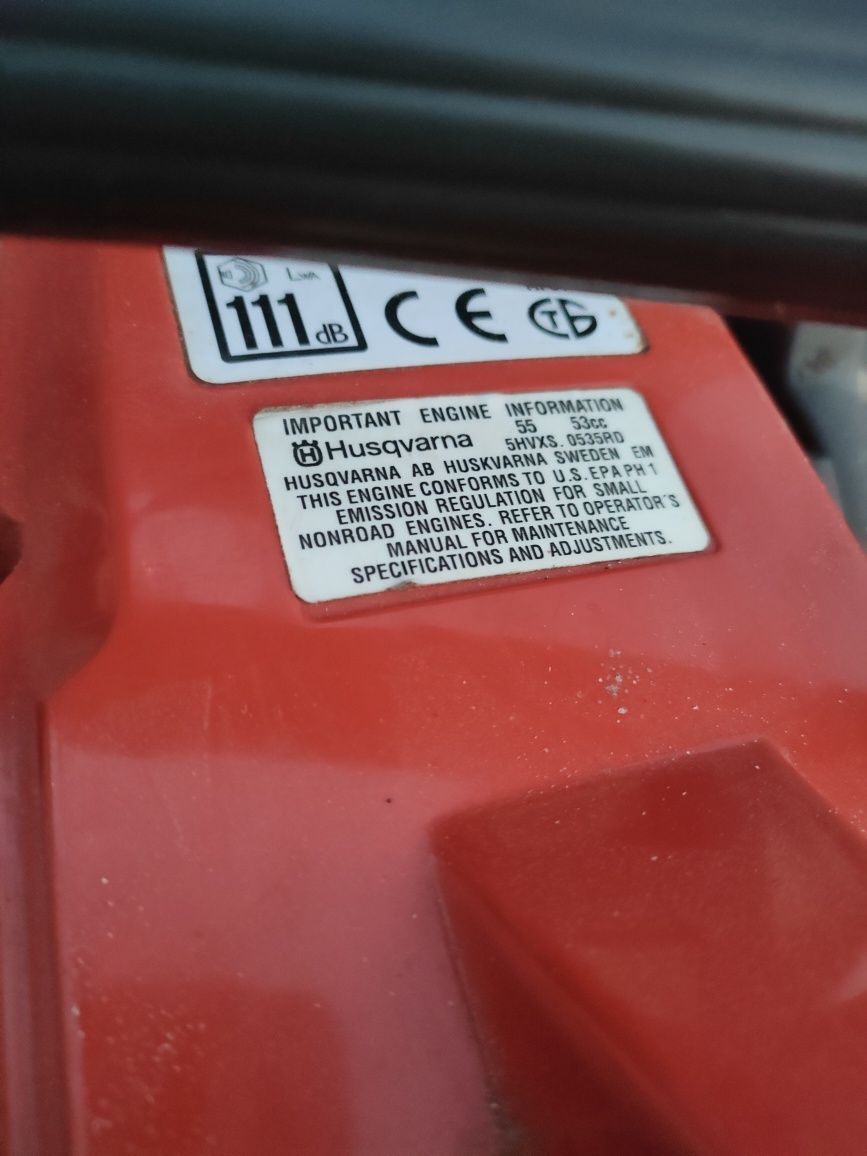 LWA
111 dB
CE
IMPORTANT ENGINE INFORMATION
55 53cc
Husqvarna 5HVXS.0535RD
HUSQVARNA AB HUSKVARNA SWEDEN EM
THIS ENGINE CONFORMS TO U.S. EPA PH 1
EMISSION REGULATION FOR SMALL
NONROAD ENGINES. REFER TO OPERATOR'S
MANUAL FOR MAINTENANCE
SPECIFICATIONS AND ADJUSTMENTS.